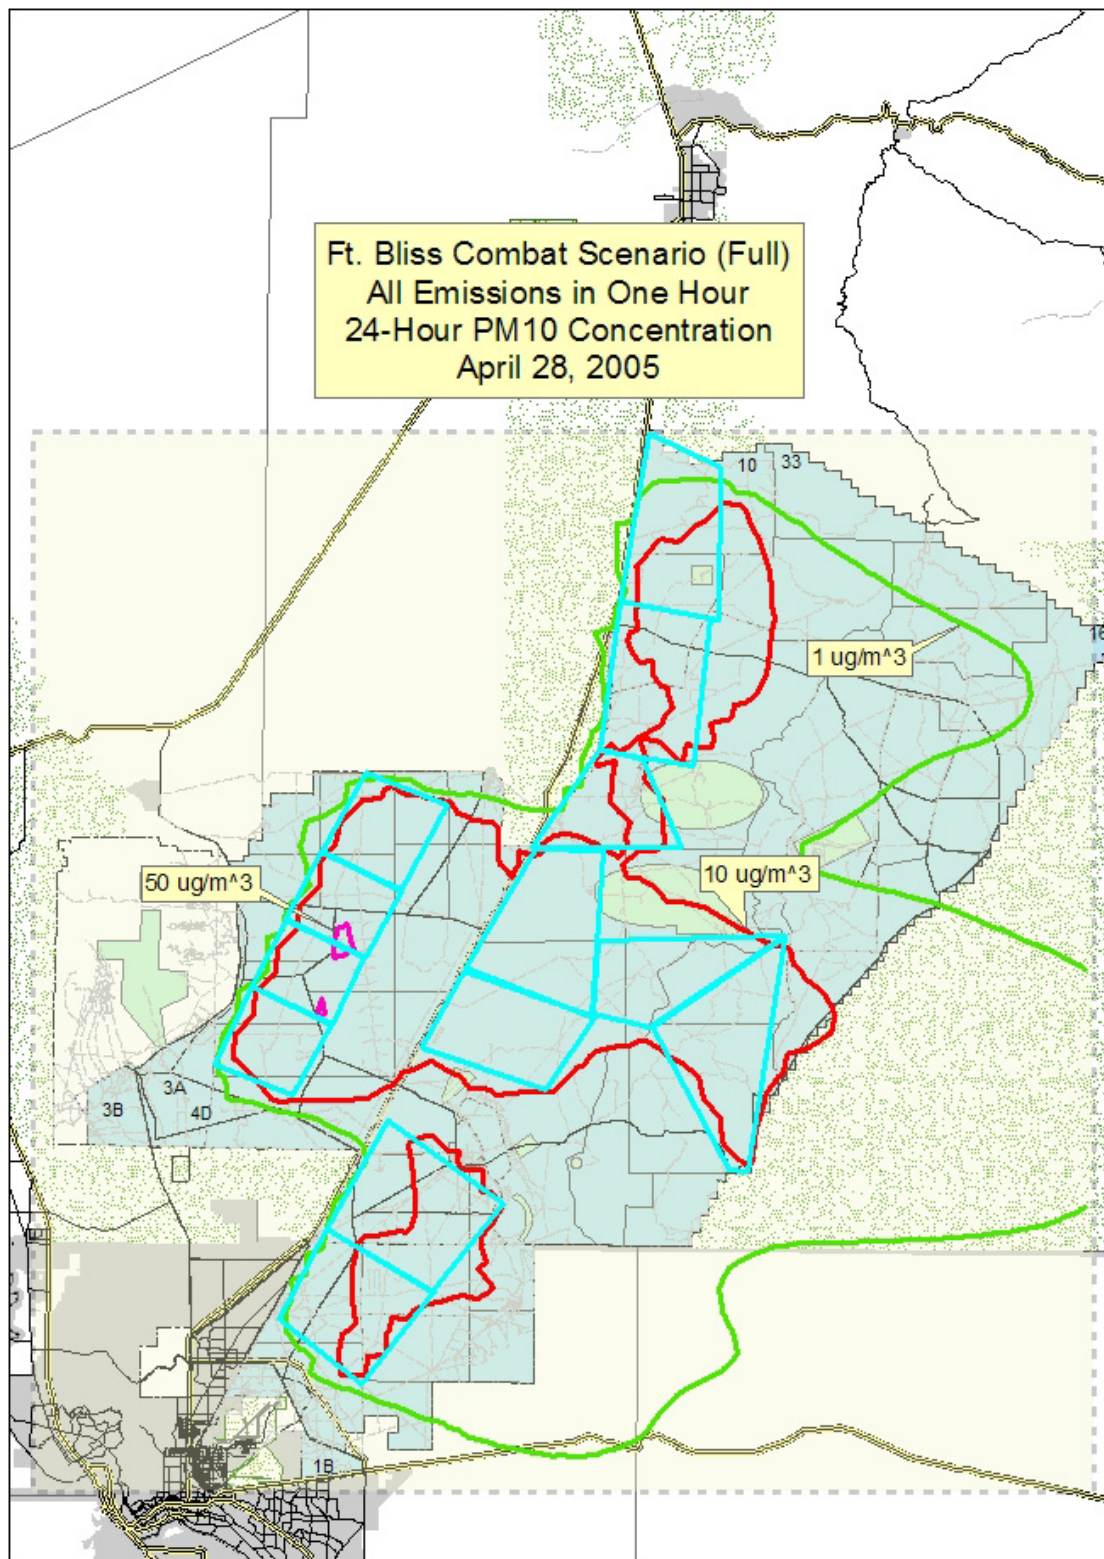 Ft. Bliss Combat Scenario (Full)
All Emissions in One Hour
24-Hour PM10 Concentration
April 28, 2005
10
33
16
1 ug/m^3
50 ug/m^3
10 ug/m^3
3A
3B
4D
1B